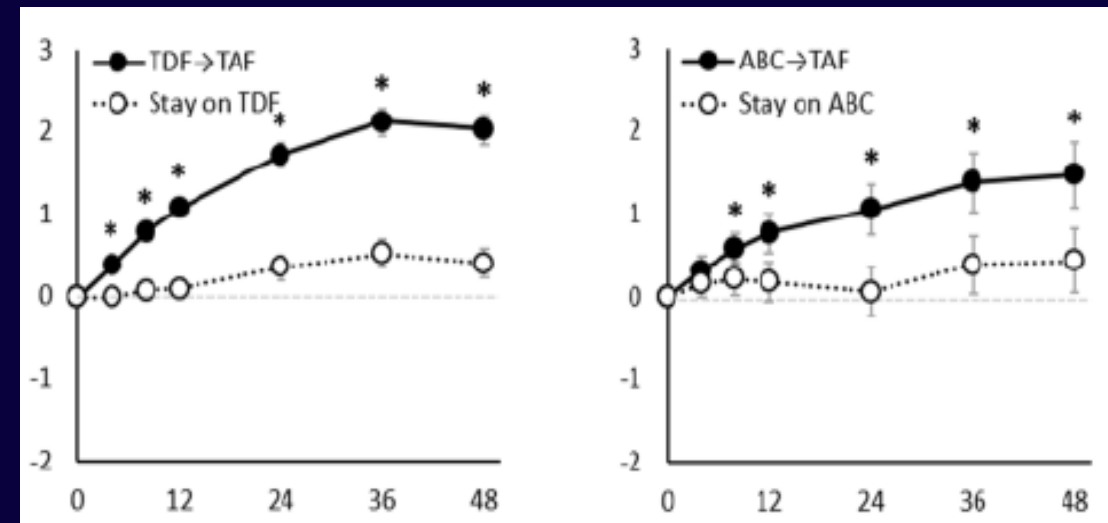 3
TDF→TAF
Stay on TDF
2
1
0
-1
-2
0 12 24 36 48
* * * * * *
3
ABC→TAF
Stay on ABC
2
1
0
-1
-2
0 12 24 36 48
* * * * *